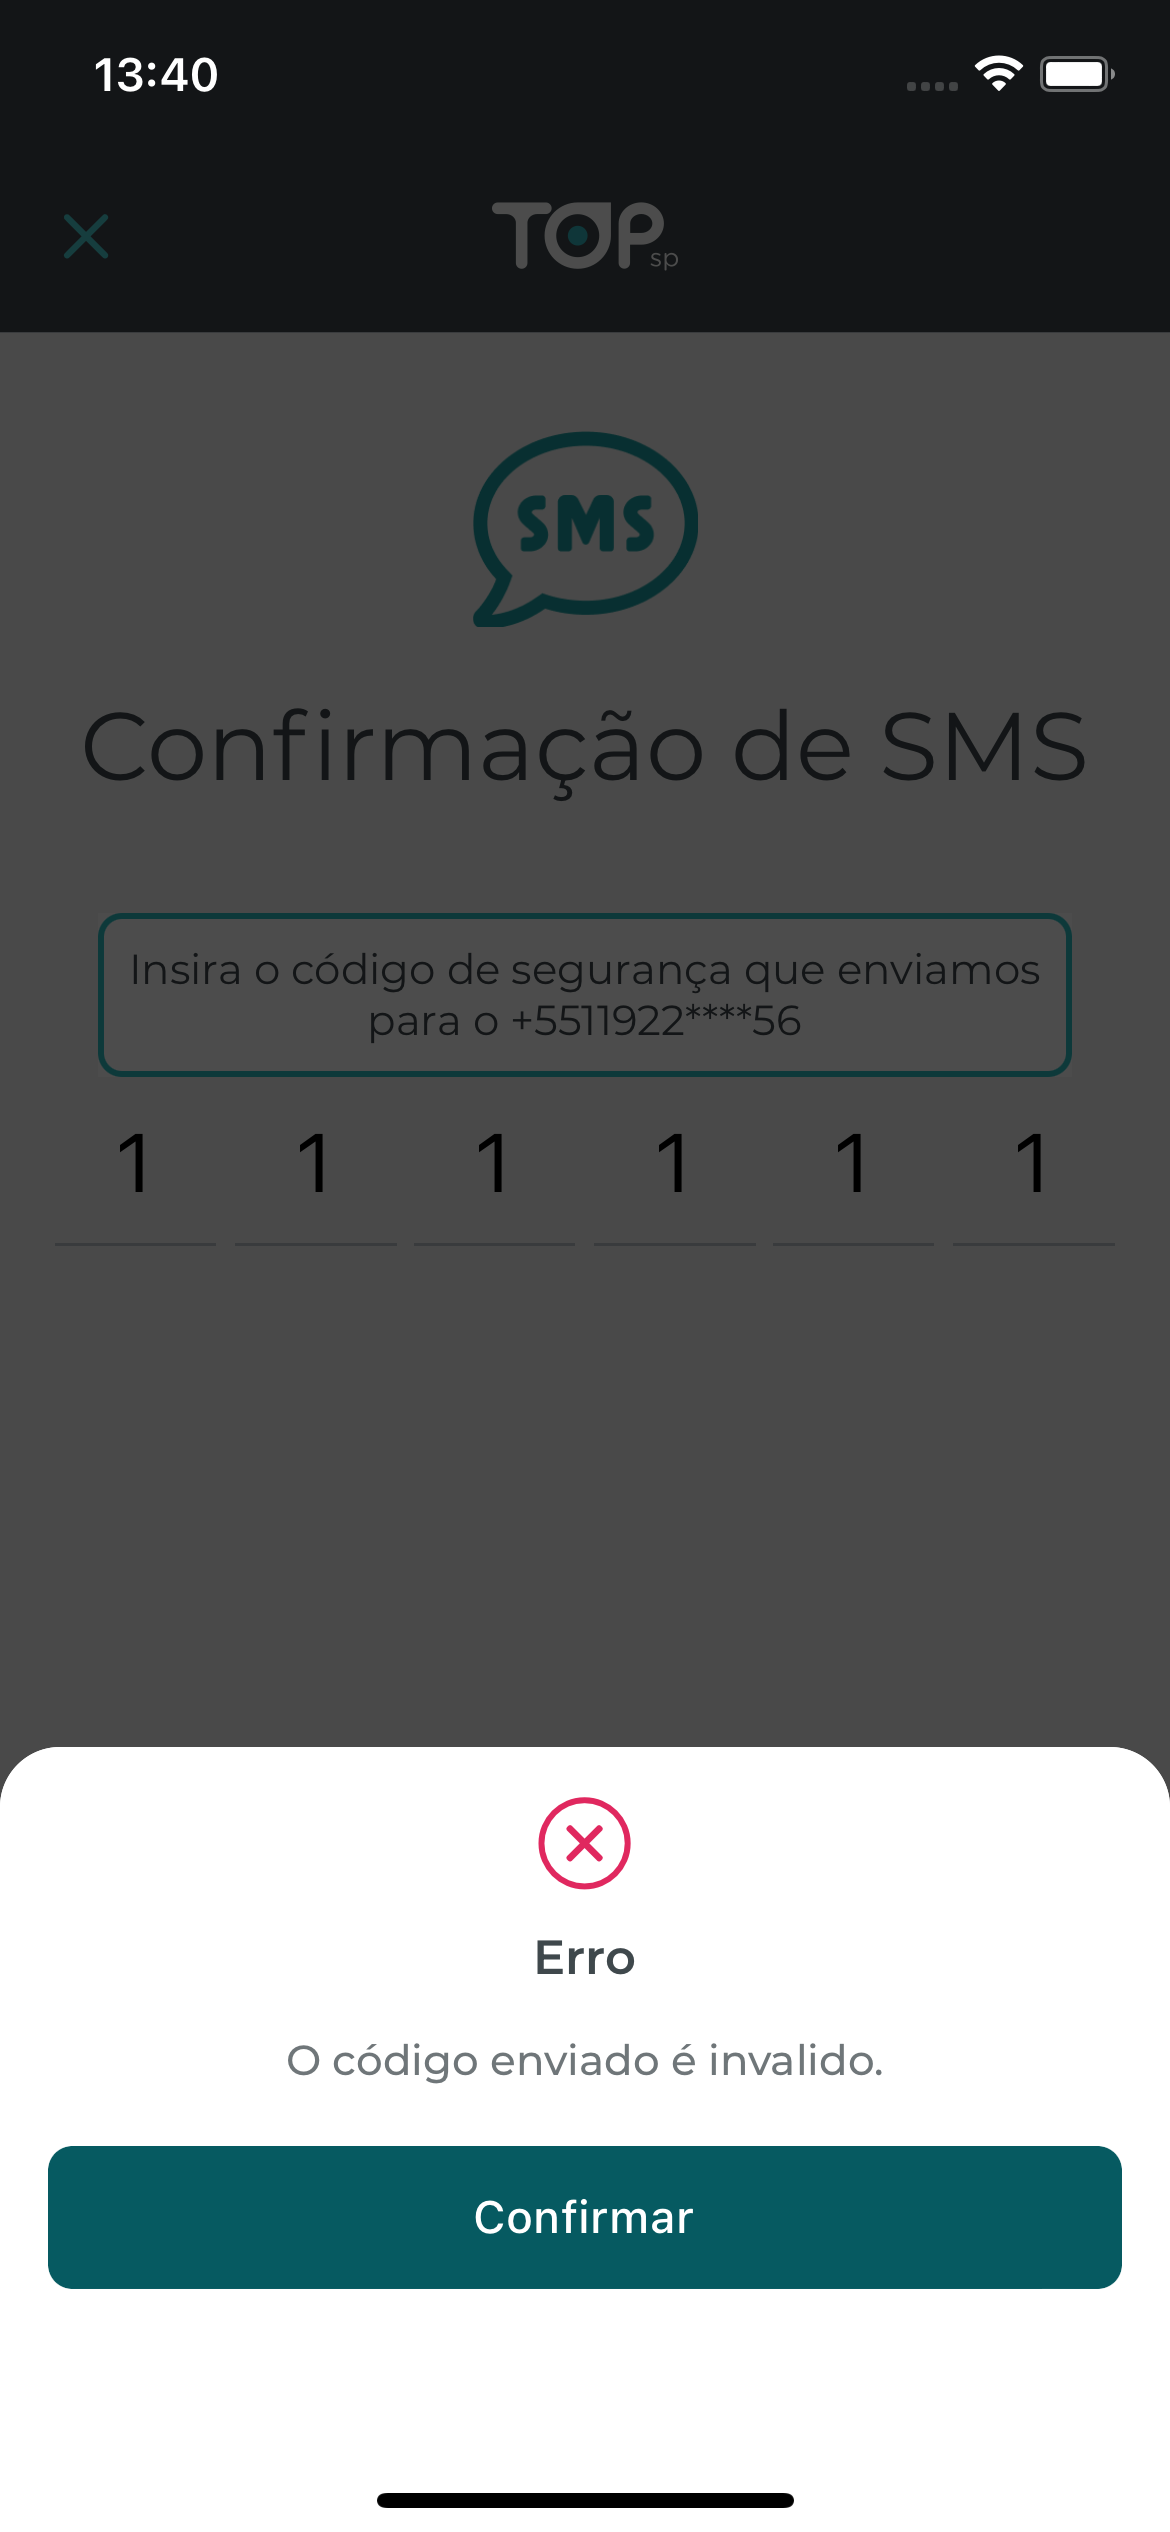 13:40
TOP sp
SMS
Confirmação de SMS
Insira o código de segurança que enviamos
para o +5511922****56
1 1 1 1 1 1
Erro
O código enviado é invalido.
Confirmar